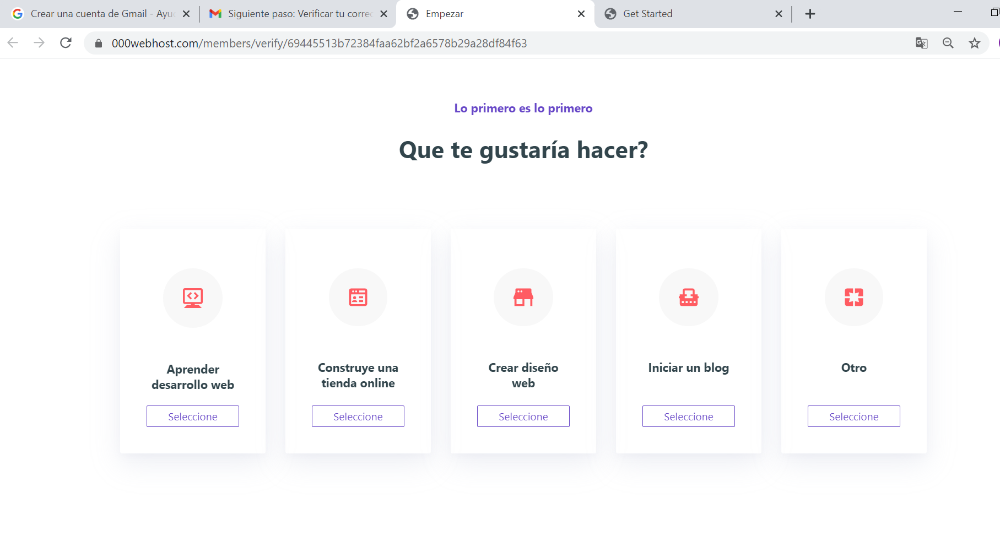 Crear una cuenta de Gmail - Ayu
Siguiente paso: Verificar tu corre
Empezar
Get Started
000webhost.com/members/verify/69445513b72384faa62bf2a6578b29a28df84f63
Lo primero es lo primero
Que te gustaría hacer?
Aprender
desarrollo web
Seleccione
Construye una
tienda online
Seleccione
Crear diseño
web
Seleccione
Iniciar un blog
Seleccione
Otro
Seleccione